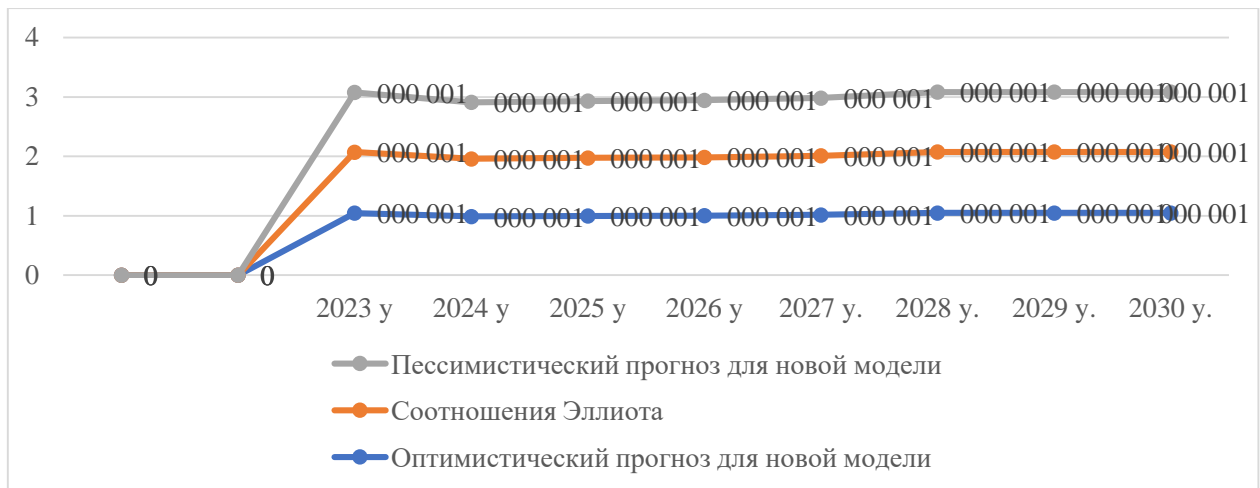 4
3
2
1
0
000 001 000 001 000 001 000 001 000 001 000 001 000 001 000 001
000 001 000 001 000 001 000 001 000 001 000 001 000 001 000 001
000 001 000 001 000 001 000 001 000 001 000 001 000 001 000 001
0 0
2023 y 2024 y 2025 y 2026 y 2027 y. 2028 y. 2029 y. 2030 y.
Пессимистический прогноз для новой модели
Соотношения Эллиота
Оптимистический прогноз для новой модели